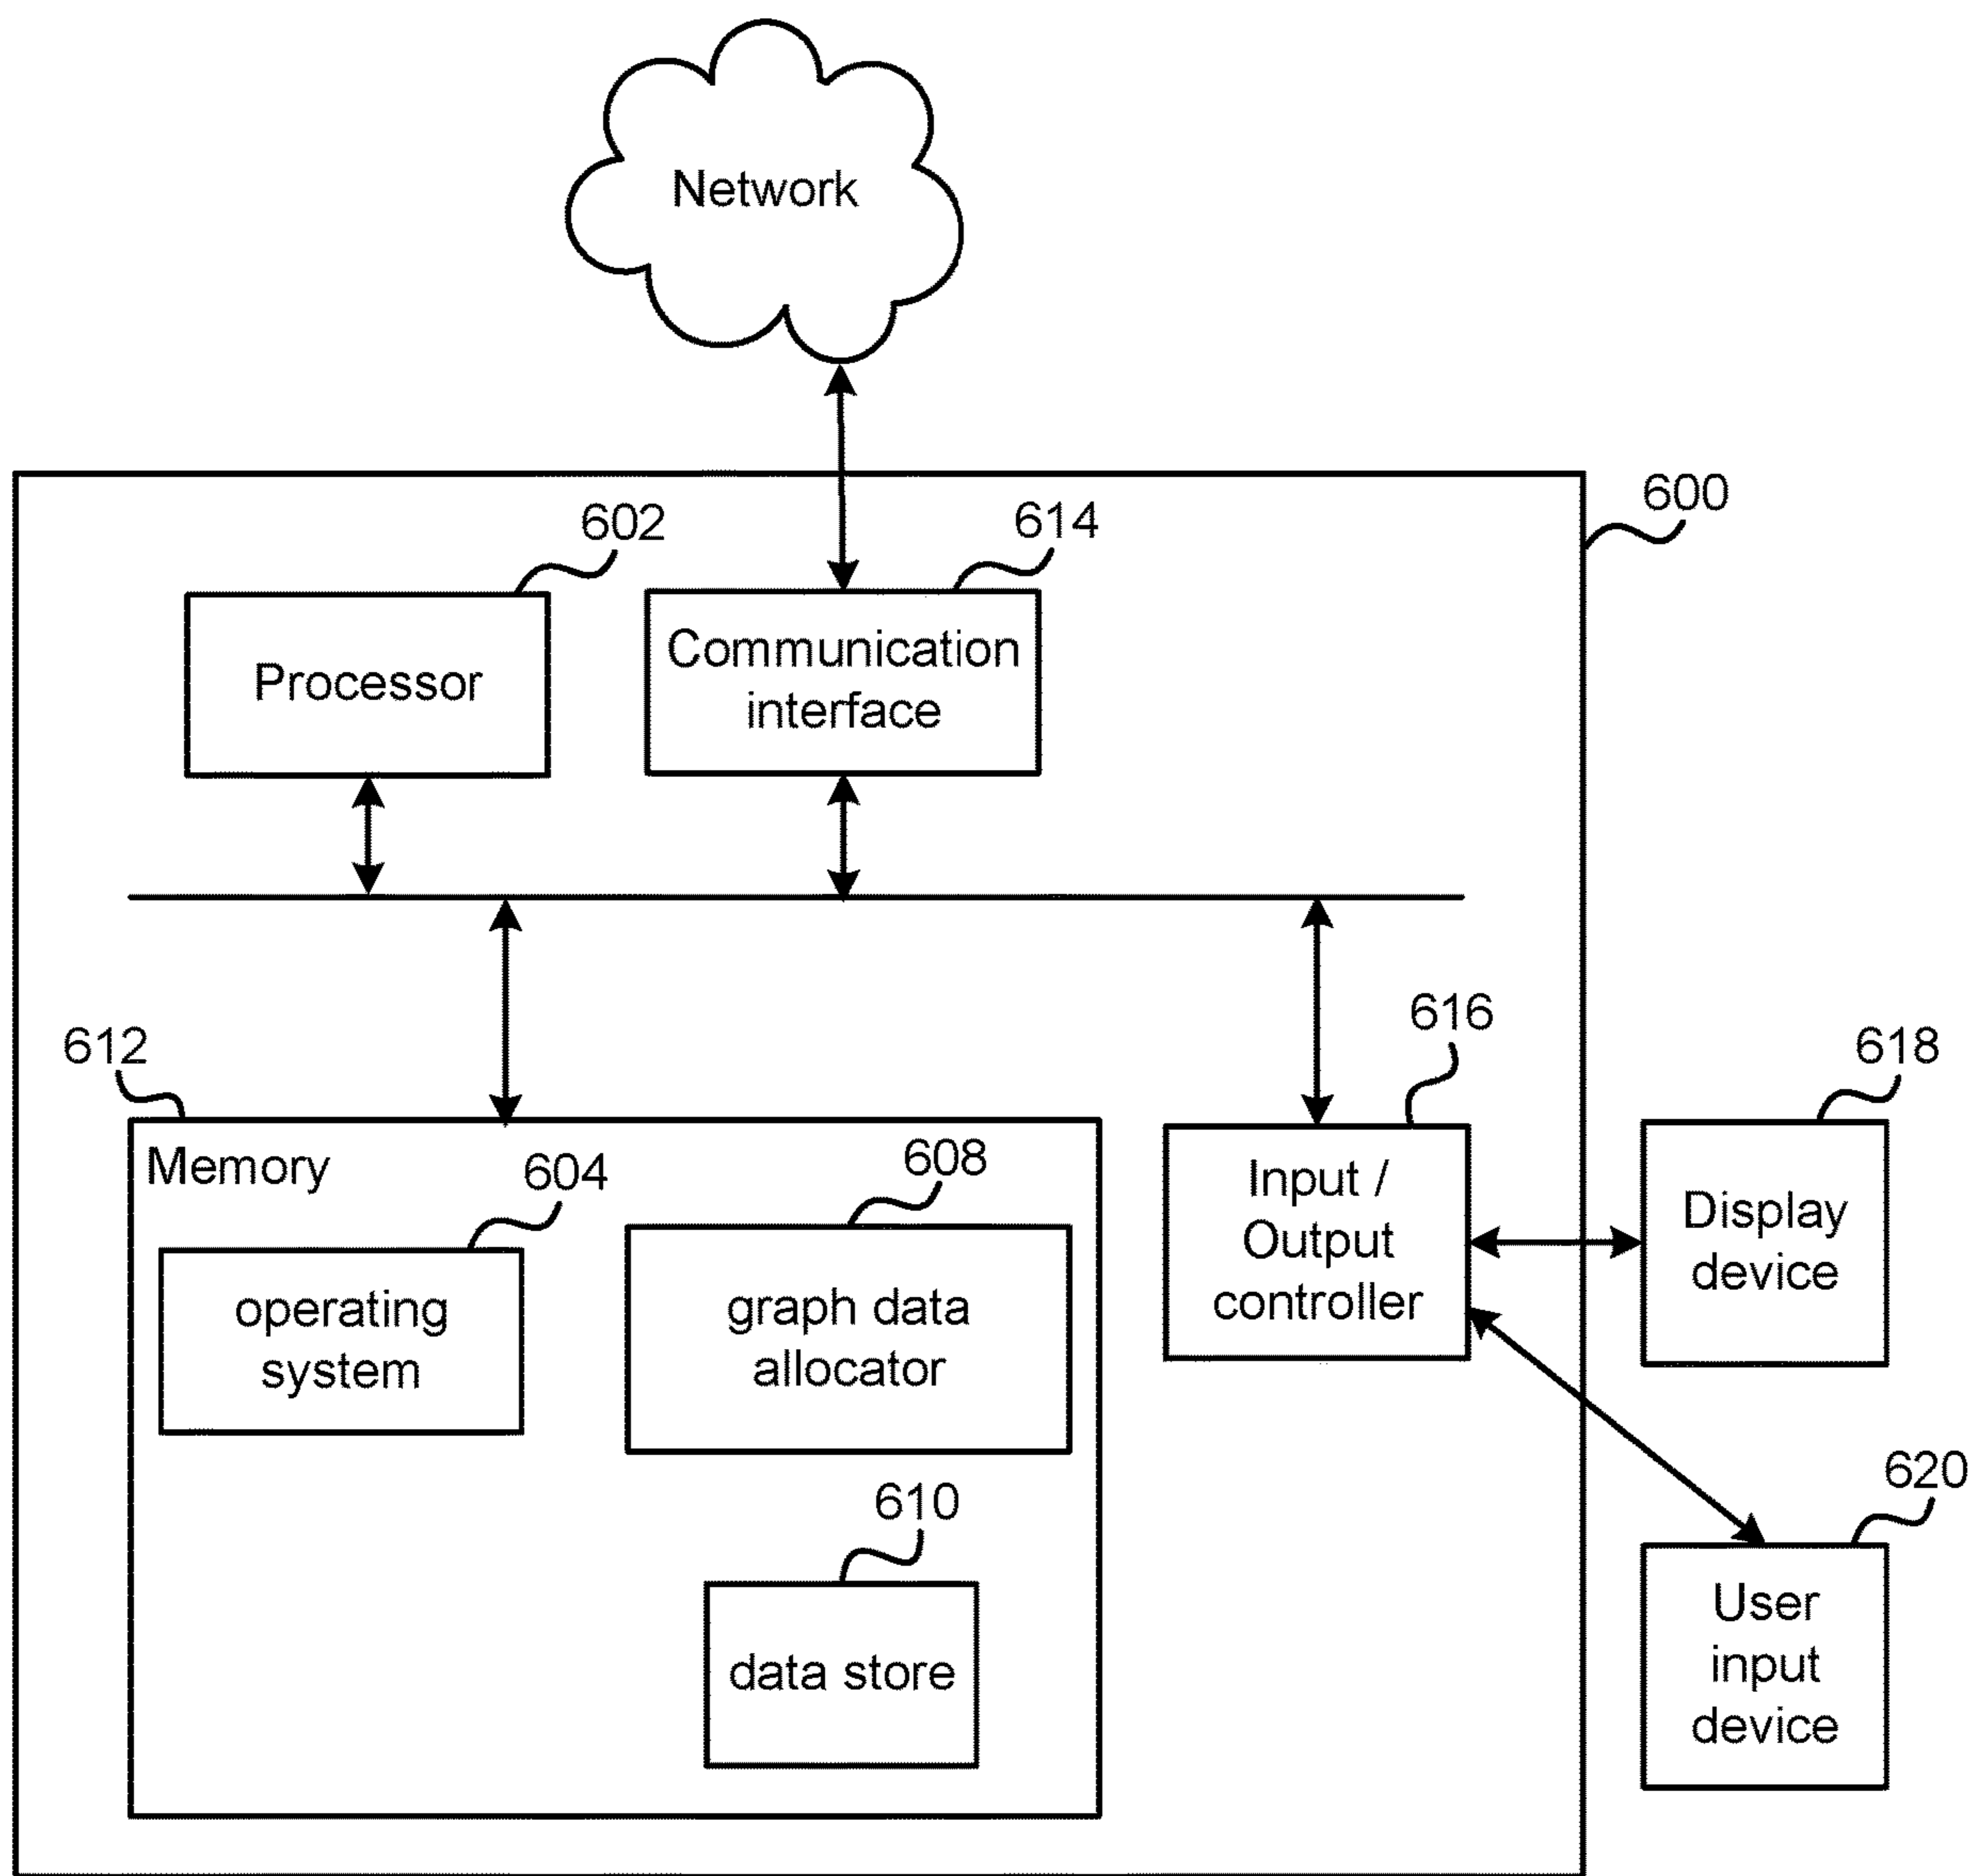 Network
600
602
614
Processor
Communication
interface
612
616
618
Memory
604
608
Input /
Output
controller
Display
device
operating
system
graph data
allocator
610
620
data store
User
input
device